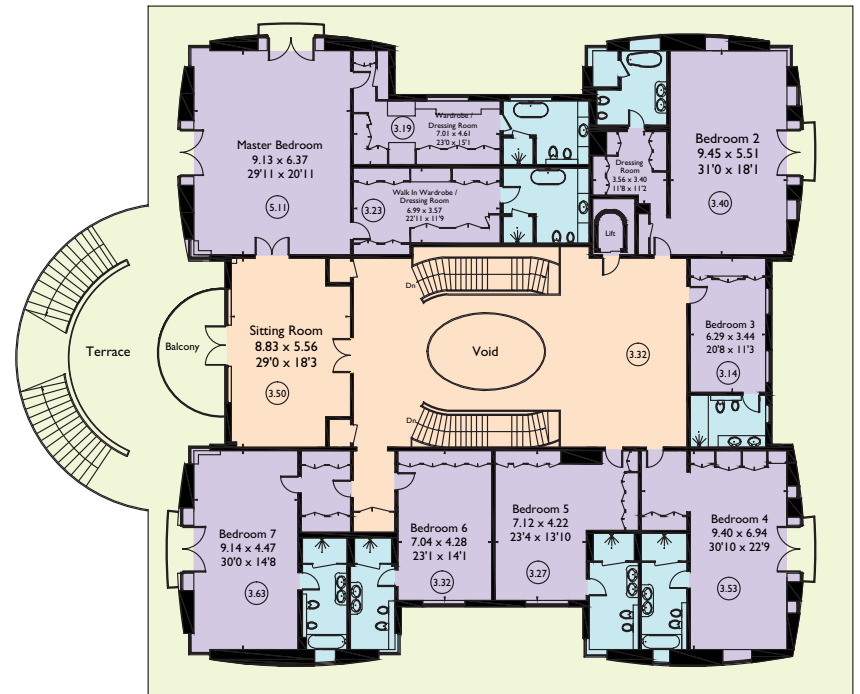 Master Bedroom
9.13 x 6.37
29'11 x 20'11
5.11
3.19
Wardrobe /
Dressing Room
7.01 x 4.61
23'0 x 15'1
3.23
Walk In Wardrobe /
Dressing Room
6.99 x 3.57
22'11 x 11'9
Dressing
Room
3.56 x 3.40
11'8 x 11'2
Bedroom 2
9.45 x 5.51
31'0 x 18'1
3.40
Lift
Dn
Terrace
Balcony
Sitting Room
8.83 x 5.56
29'0 x 18'3
3.50
Void
3.32
Bedroom 3
6.29 x 3.44
20'8 x 11'3
3.14
Dn
Bedroom 7
9.14 x 4.47
30'0 x 14'8
3.63
Bedroom 6
7.04 x 4.28
23'1 x 14'1
3.32
Bedroom 5
7.12 x 4.22
23'4 x 13'10
3.27
Bedroom 4
9.40 x 6.94
30'10 x 22'9
3.53